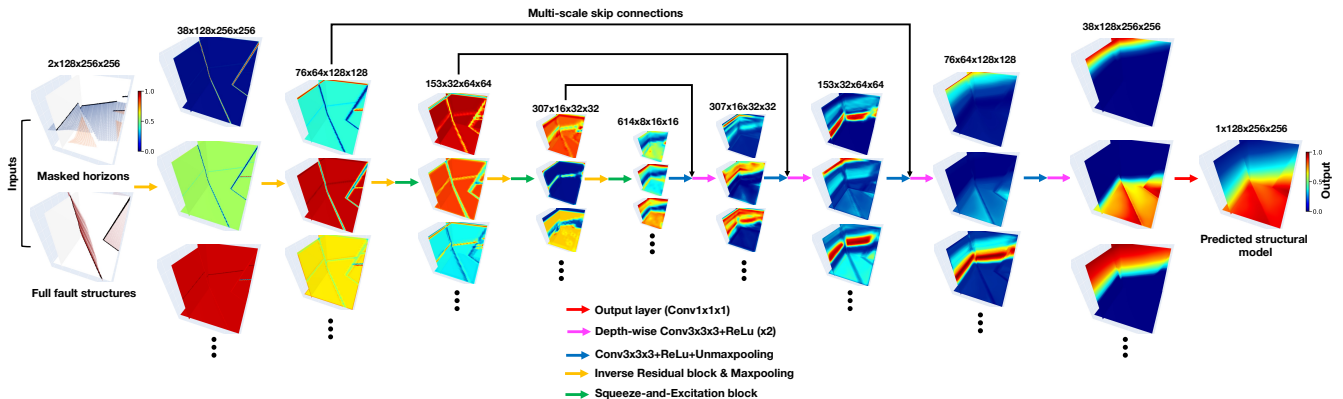 Multi-scale skip connections
38x128x256x256
2x128x256x256
1.0
0.5
0.0
Inputs
Masked horizons
Full fault structures
76x64x128x128
153x32x64x64
307x16x32x32
614x8x16x16
307x16x32x32
153x32x64x64
76x64x128x128
38x128x256x256
1x128x256x256
1.0
0.5
0.0
Output
Predicted structural
model
Output layer (Conv1x1x1)
Depth-wise Conv3x3x3+ReLu (x2)
Conv3x3x3+ReLu+Unmaxpooling
Inverse Residual block & Maxpooling
Squeeze-and-Excitation block